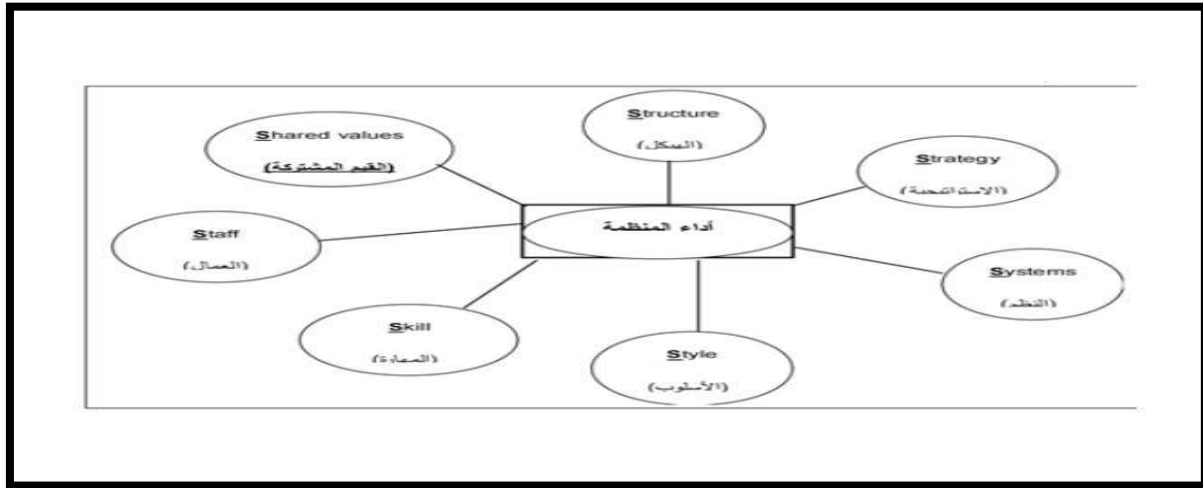 Structure
(الهيكل)
Shared values
(القيم المشتركة)
Strategy
(الاستراتيجية)
أداء المنظمة
Staff
(العمال)
Systems
(النظم)
Skill
(المهارة)
Style
(الأسلوب)